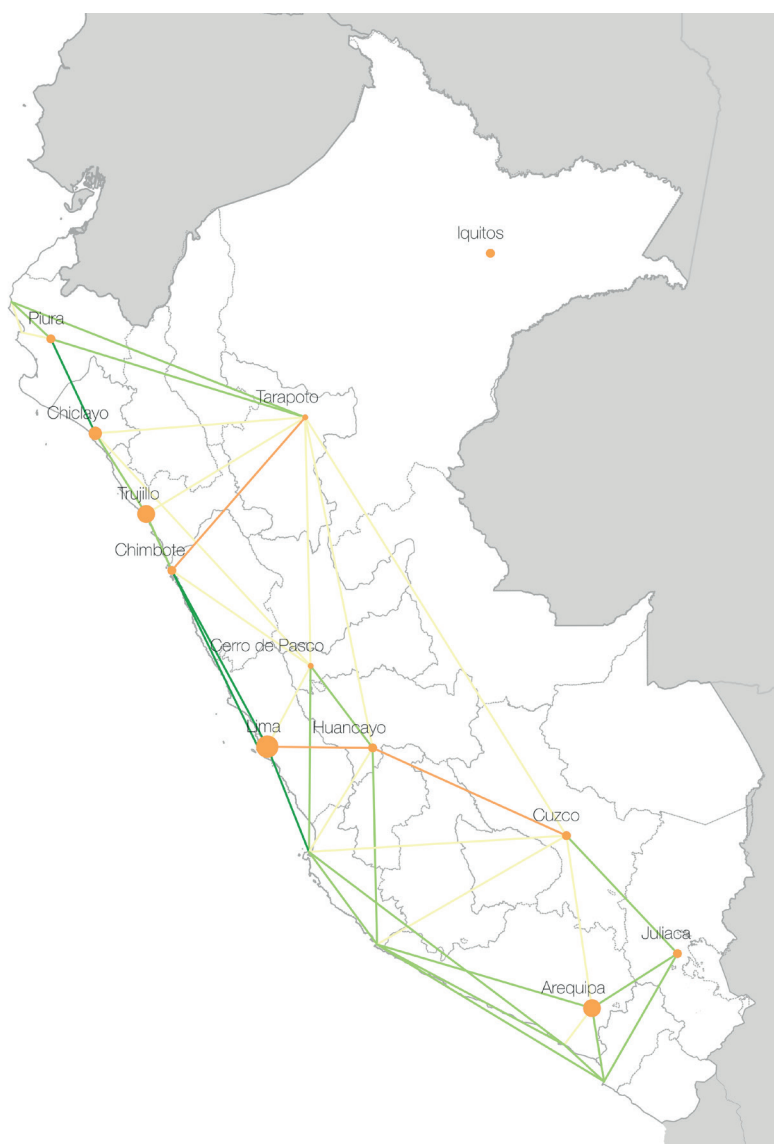 Iquitos
Piura
Tarapoto
Chiclayo
Trujillo
Chimbote
Cerro de Pasco
Lima
Huancayo
Cuzco
Juliaca
Arequipa